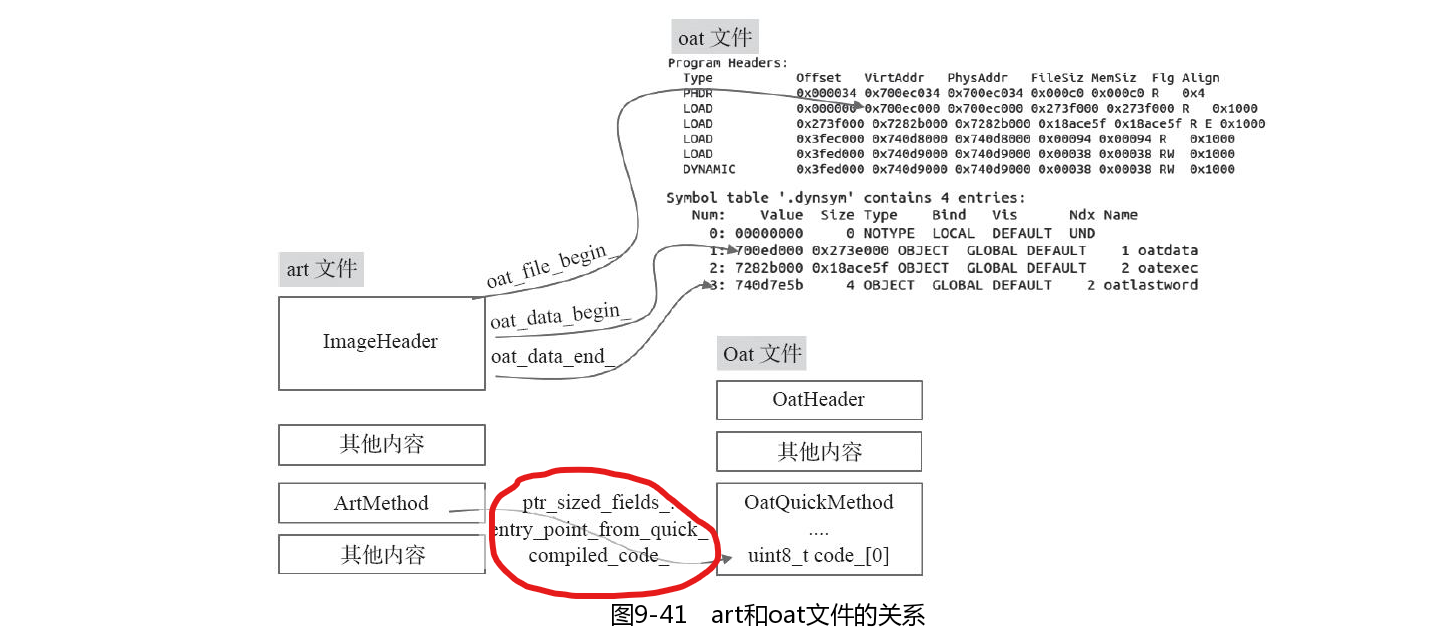 oat 文件
Program Headers:
Type Offset VirtAddr PhysAddr FileSiz MemSiz Flg Align
PHDR 0x000034 0x700ec034 0x700ec034 0x000c0 0x000c0 R 0x4
LOAD 0x000000 0x700ec000 0x700ec000 0x273f000 0x273f000 R 0x1000
LOAD 0x273f000 0x7282b000 0x7282b000 0x18ace5f 0x18ace5f R E 0x1000
LOAD 0x3fec000 0x740d8000 0x740d8000 0x00094 0x00094 R 0x1000
LOAD 0x3fed000 0x740d9000 0x740d9000 0x00038 0x00038 RW 0x1000
DYNAMIC 0x3fed000 0x740d9000 0x740d9000 0x00038 0x00038 RW 0x1000
Symbol table '.dynsym' contains 4 entries:
Num: Value Size Type Bind Vis Ndx Name
0: 00000000 0 NOTYPE LOCAL DEFAULT UND
1: 700ed000 0x273e000 OBJECT GLOBAL DEFAULT 1 oatdata
2: 7282b000 0x18ace5f OBJECT GLOBAL DEFAULT 2 oatexec
3: 740d7e5b 4 OBJECT GLOBAL DEFAULT 2 oatlastword
art 文件
oat_file_begin_
ImageHeader
oat_data_begin_
oat_data_end_
Oat 文件
OatHeader
其他内容
其他内容
ArtMethod
ptr_sized_fields_.
entry_point_from_quick_
compiled_code_
OatQuickMethod
....
uint8_t code_[0]
其他内容
图9-41 art和oat文件的关系